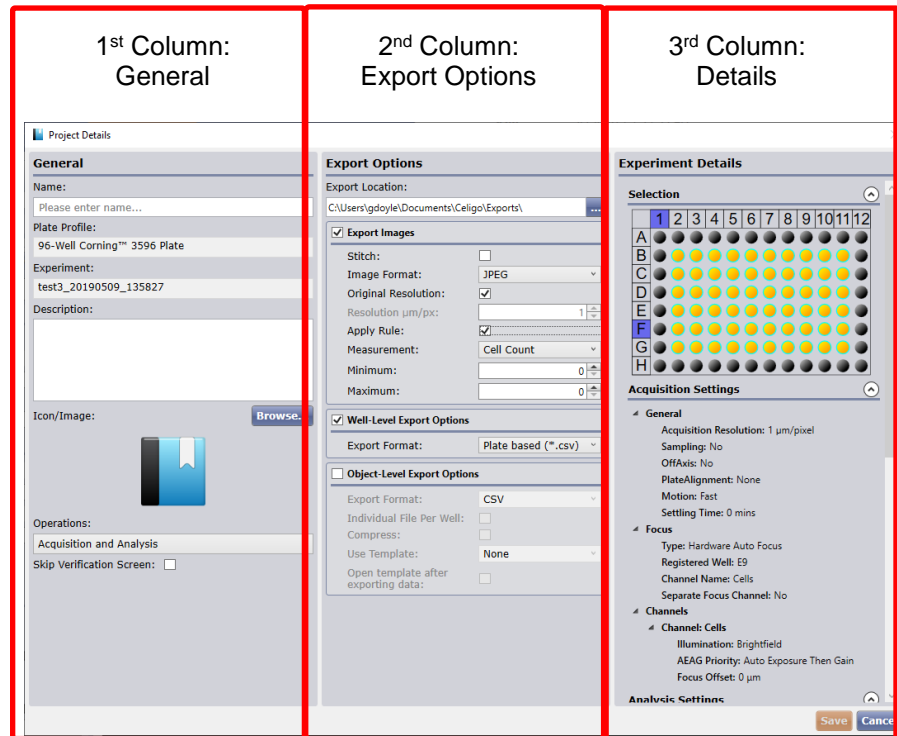 1st Column:
General
2nd Column:
Export Options
3rd Column:
Details
Project Details
General
Name:
Please enter name...
Plate Profile:
96-Well Corning™ 3596 Plate
Experiment:
test3_20190509_135827
Description:
Icon/Image:
Browse...
Operations:
Acquisition and Analysis
Skip Verification Screen:
Export Options
Export Location:
C:\Users\gdoyle\Documents\Celigo\Exports\
...
Export Images
Stitch:
Image Format: JPEG
Original Resolution:
Resolution µm/px: 1
Apply Rule:
Measurement: Cell Count
Minimum: 0
Maximum: 0
Well-Level Export Options
Export Format: Plate based (*.csv)
Object-Level Export Options
Export Format: CSV
Individual File Per Well:
Compress:
Use Template: None
Open template after
exporting data:
Experiment Details
Selection
1 2 3 4 5 6 7 8 9 10 11 12
A
B
C
D
E
F
G
H
Acquisition Settings
General
Acquisition Resolution: 1 µm/pixel
Sampling: No
OffAxis: No
PlateAlignment: None
Motion: Fast
Settling Time: 0 mins
Focus
Type: Hardware Auto Focus
Registered Well: E9
Channel Name: Cells
Separate Focus Channel: No
Channels
Channel: Cells
Illumination: Brightfield
AEAG Priority: Auto Exposure Then Gain
Focus Offset: 0 µm
Analysis Settings
Save Cance